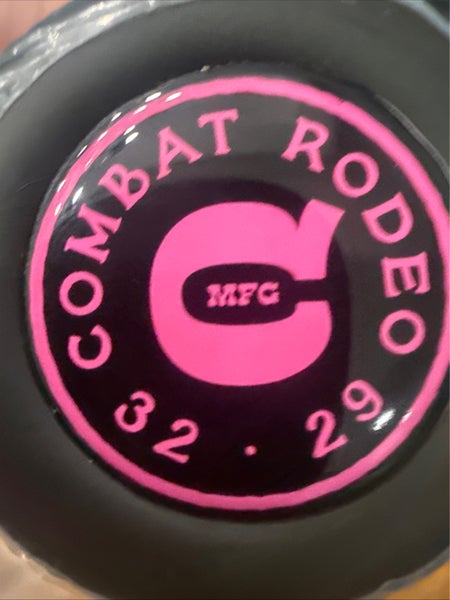 COMBAT RODEO
C
MFG
32 · 29